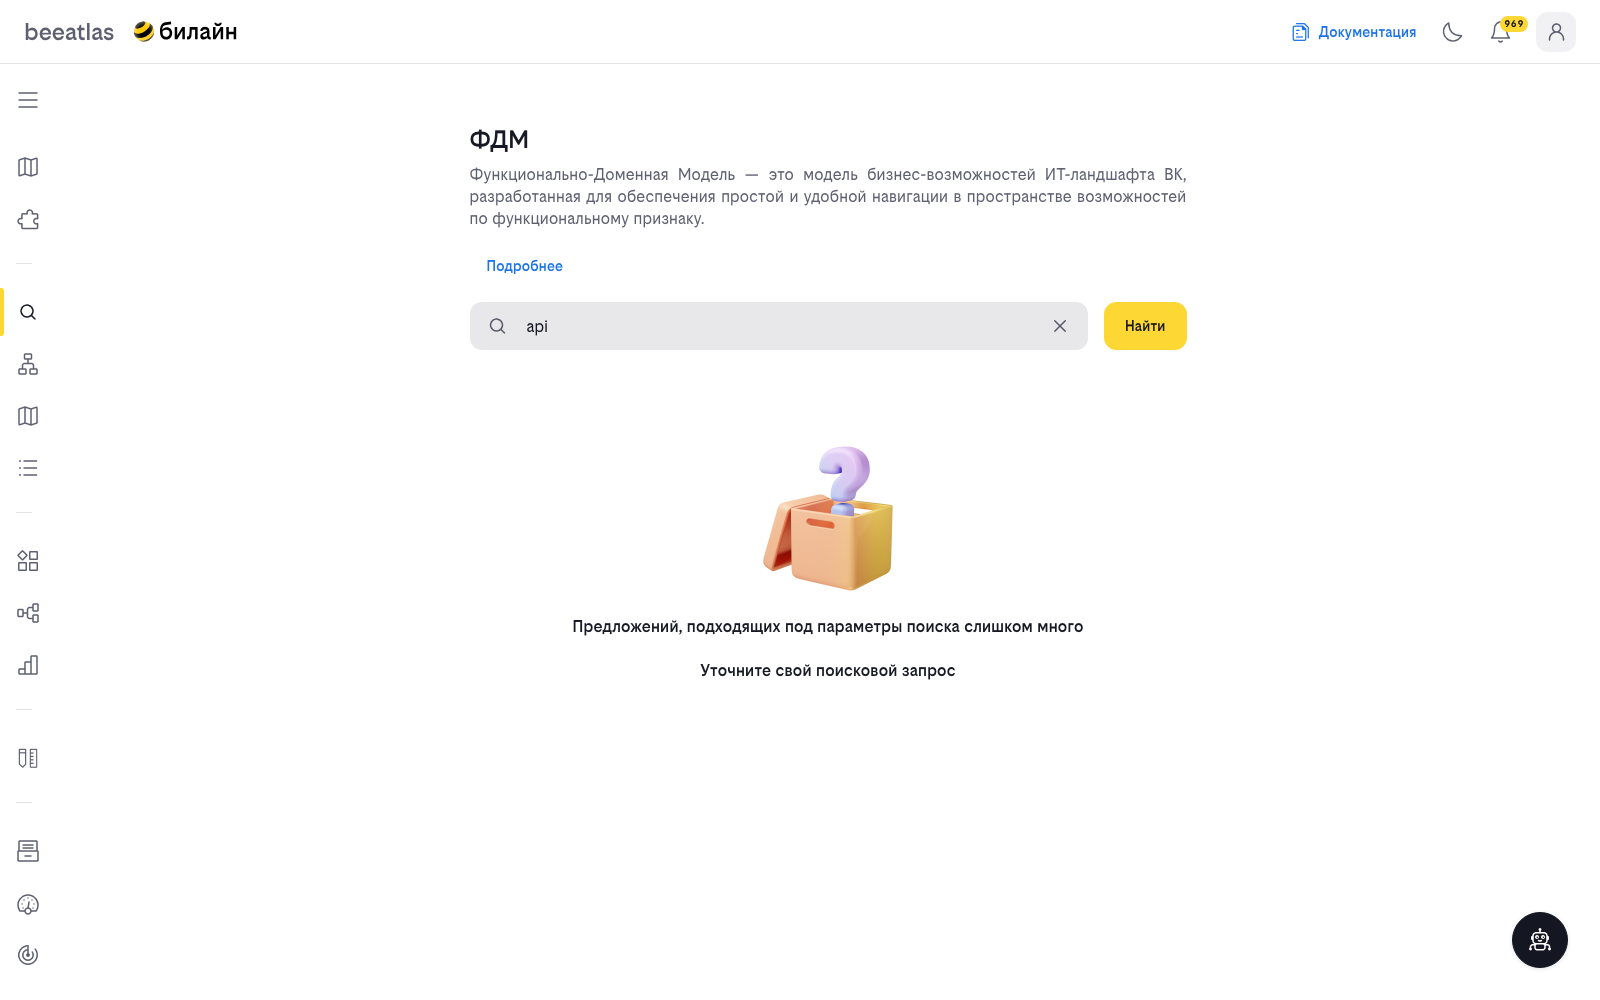 beeatlas билайн
Документация
969
ФДМ
Функционально-Доменная Модель — это модель бизнес-возможностей ИТ-ландшафта ВК,
разработанная для обеспечения простой и удобной навигации в пространстве возможностей
по функциональному признаку.
Подробнее
api
Найти
Предложений, подходящих под параметры поиска слишком много
Уточните свой поисковой запрос